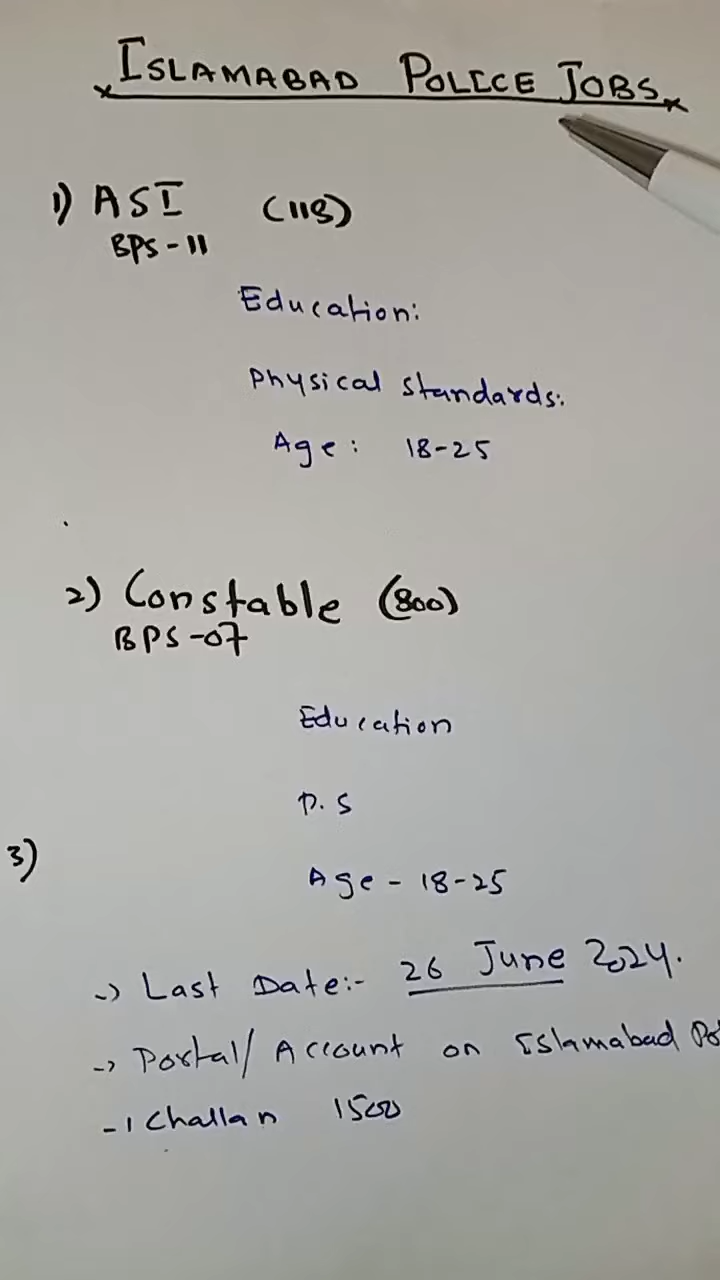 ISLAMABAD POLICE JOBS
1) ASI (118)
BPS-11
Education:
Physical standards:
Age: 18-25
2) Constable (800)
BPS-07
Education
P.S
3)
Age - 18-25
-> Last Date:- 26 June 2024.
-> Portal/ Account on Islamabad Po
-> Challan 1500